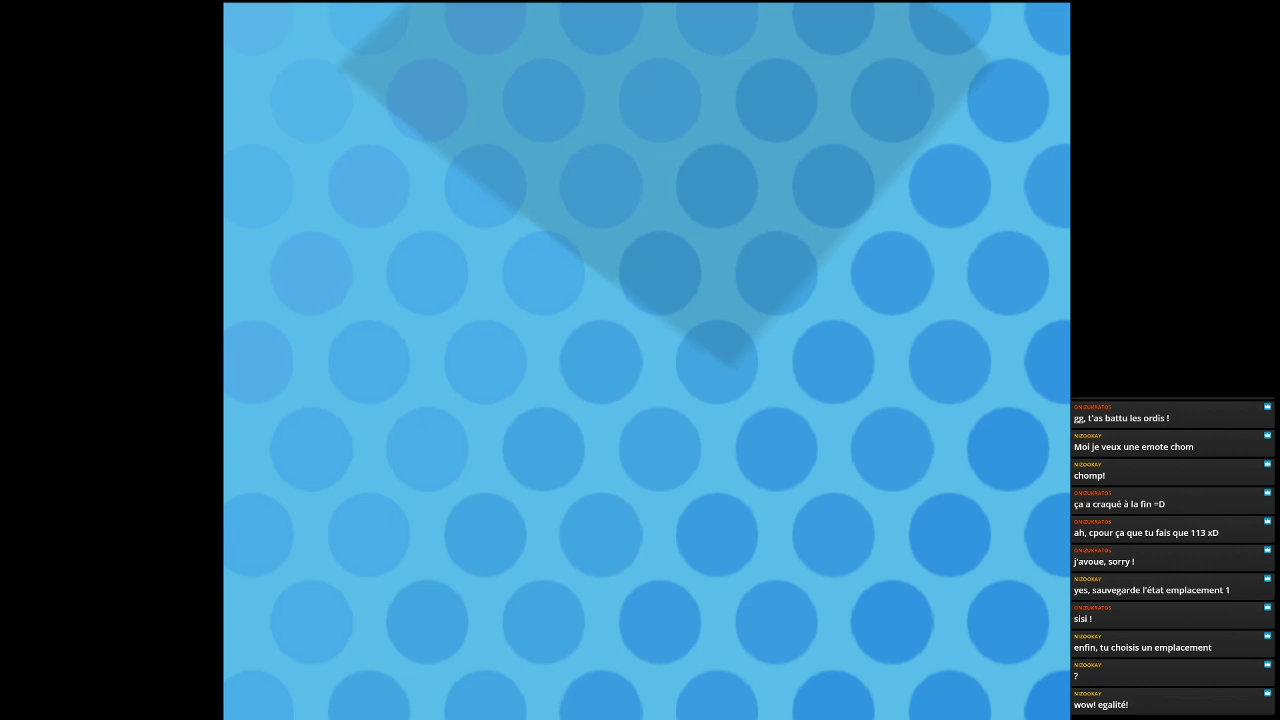 ONIZUKRATOS
gg, t'as battu les ordis !
NIZOOKAY
Moi je veux une emote chom
NIZOOKAY
chomp!
ONIZUKRATOS
ça a craqué à la fin =D
ONIZUKRATOS
ah, cpour ça que tu fais que 113 xD
ONIZUKRATOS
j'avoue, sorry !
NIZOOKAY
yes, sauvegarde l'état emplacement 1
ONIZUKRATOS
sisi !
NIZOOKAY
enfin, tu choisis un emplacement
NIZOOKAY
?
NIZOOKAY
wow! egalité!